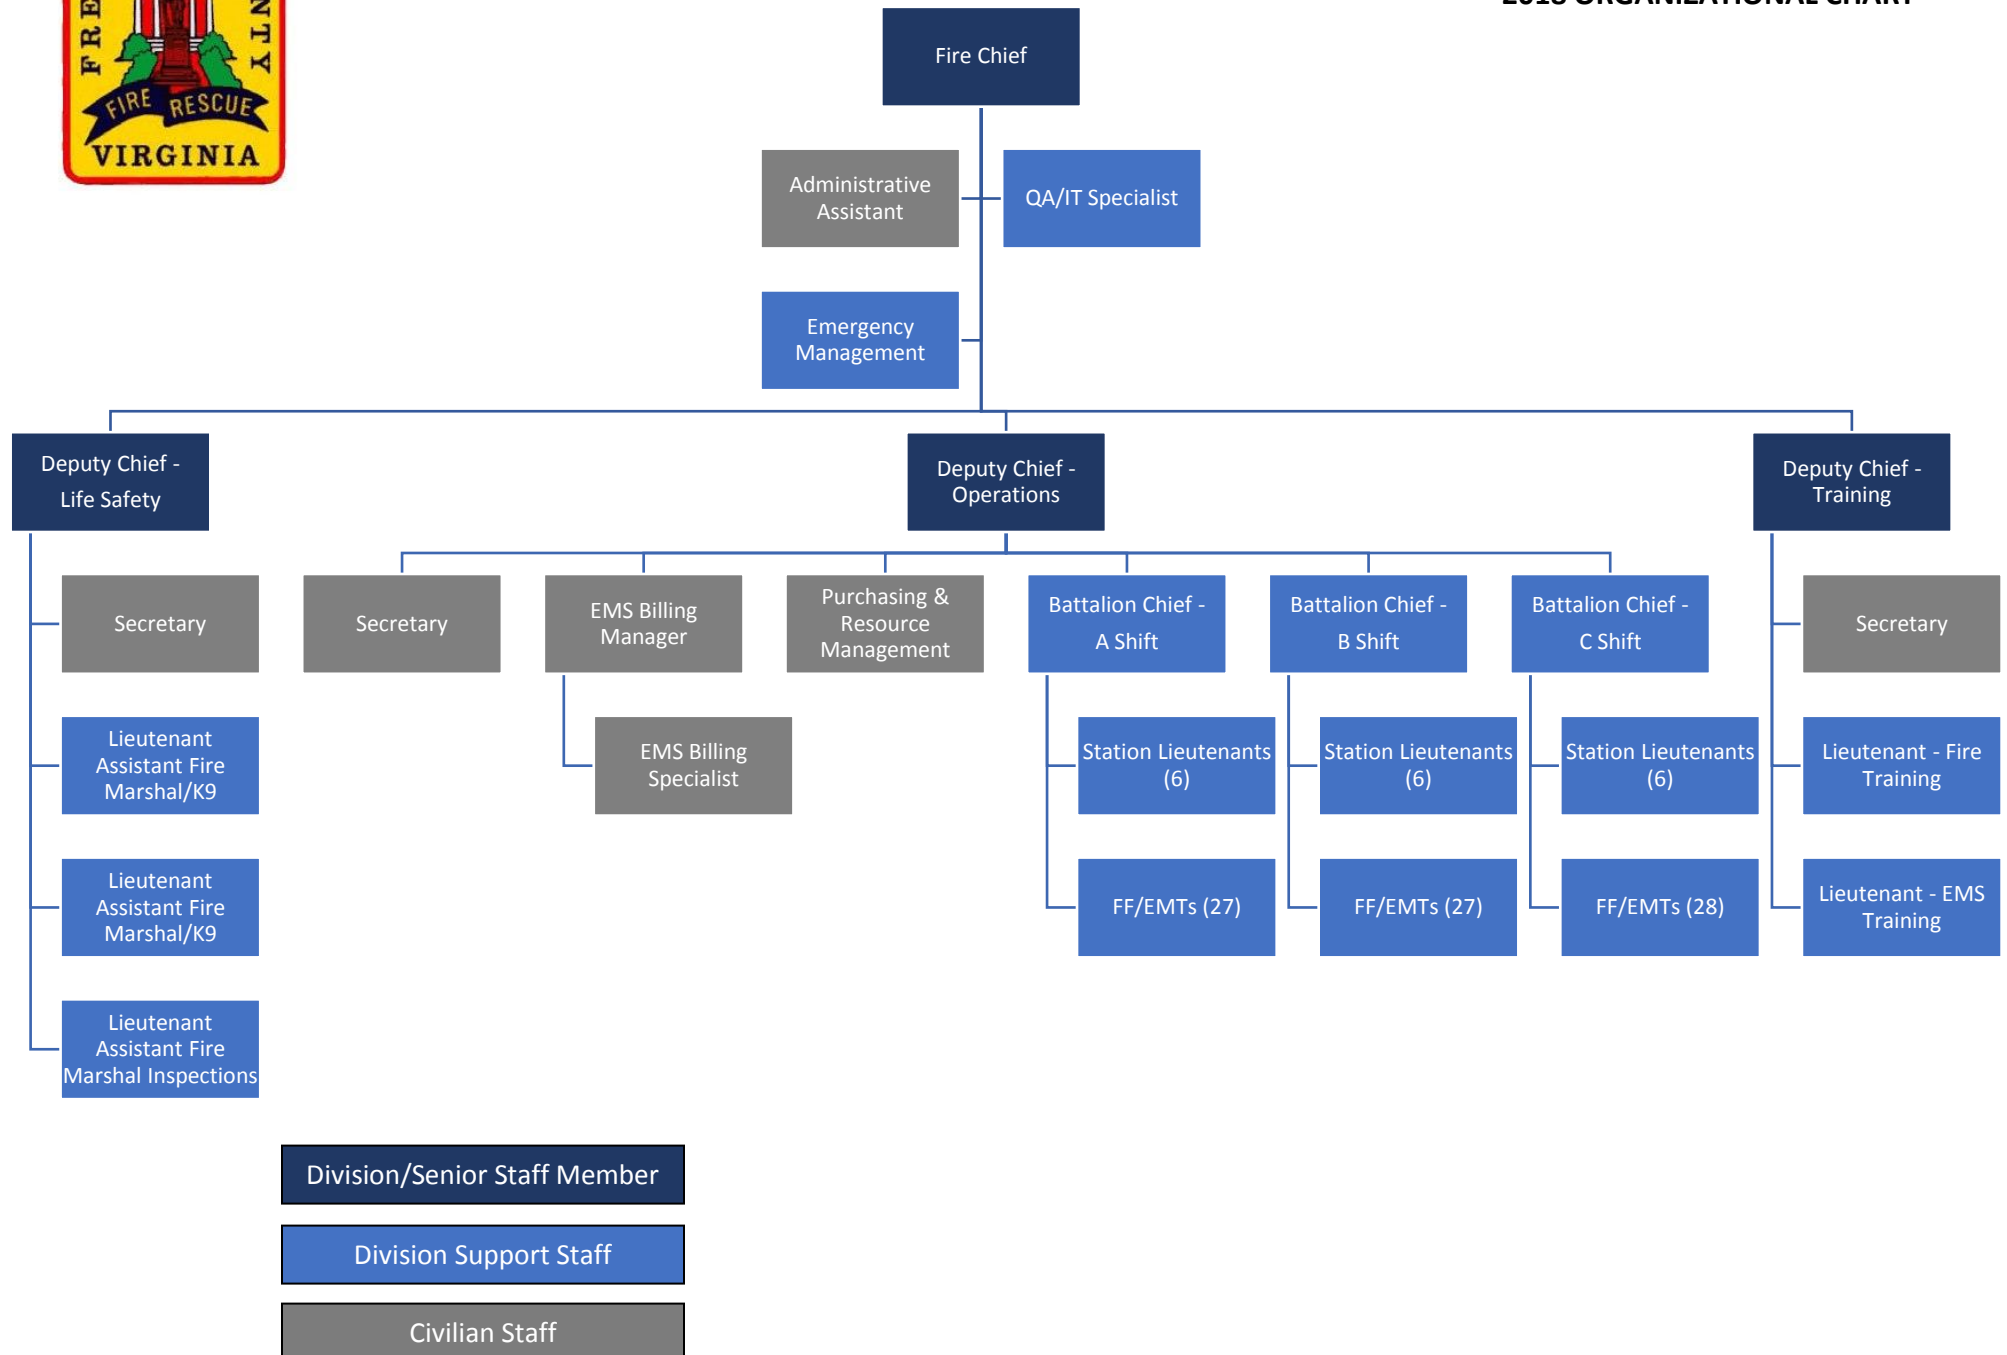 2018 ORGANIZATIONAL CHART
FIRE RESCUE
VIRGINIA
Fire Chief
Administrative
Assistant
QA/IT Specialist
Emergency
Management
Deputy Chief -
Life Safety
Deputy Chief -
Operations
Deputy Chief -
Training
Secretary
Secretary
EMS Billing
Manager
Purchasing &
Resource
Management
Battalion Chief -
A Shift
Battalion Chief -
B Shift
Battalion Chief -
C Shift
Secretary
Lieutenant
Assistant Fire
Marshal/K9
EMS Billing
Specialist
Station Lieutenants
(6)
Station Lieutenants
(6)
Station Lieutenants
(6)
Lieutenant - Fire
Training
Lieutenant
Assistant Fire
Marshal/K9
FF/EMTs (27)
FF/EMTs (27)
FF/EMTs (28)
Lieutenant - EMS
Training
Lieutenant
Assistant Fire
Marshal Inspections
Division/Senior Staff Member
Division Support Staff
Civilian Staff